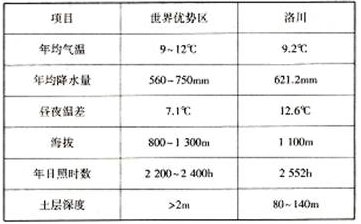 项目 世界优势区 洛川
年均气温 9~12℃ 9.2℃
年均降水量 560~750mm 621.2mm
昼夜温差 7.1℃ 12.6℃
海拔 800~1 300m 1 100m
年日照时数 2 200~2 400h 2 552h
土层深度 >2m 80~140m